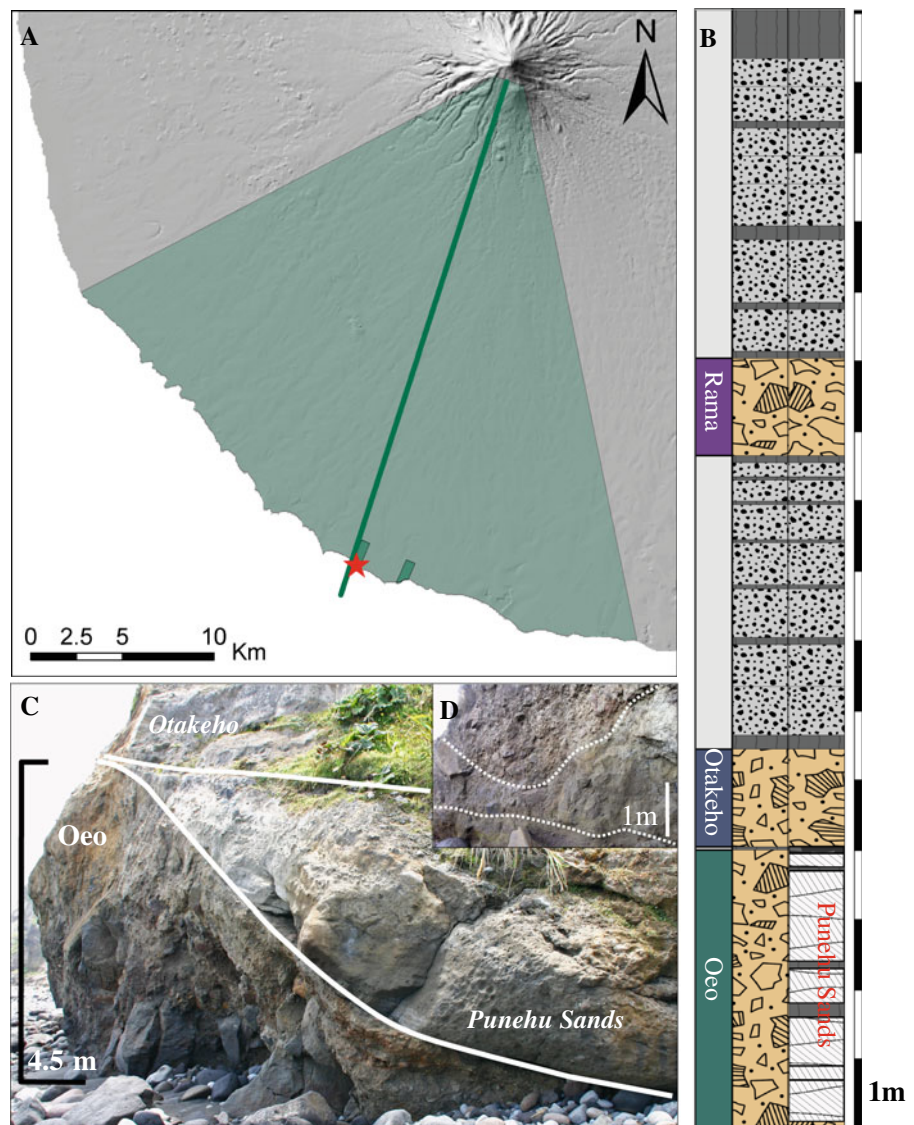 A
N
0 2.5 5 10
Km
B
Rama
Otakeho
Oeo
Punehu Sands
1m
C
Otakeho
Oeo
Punehu Sands
4.5 m
D
1m